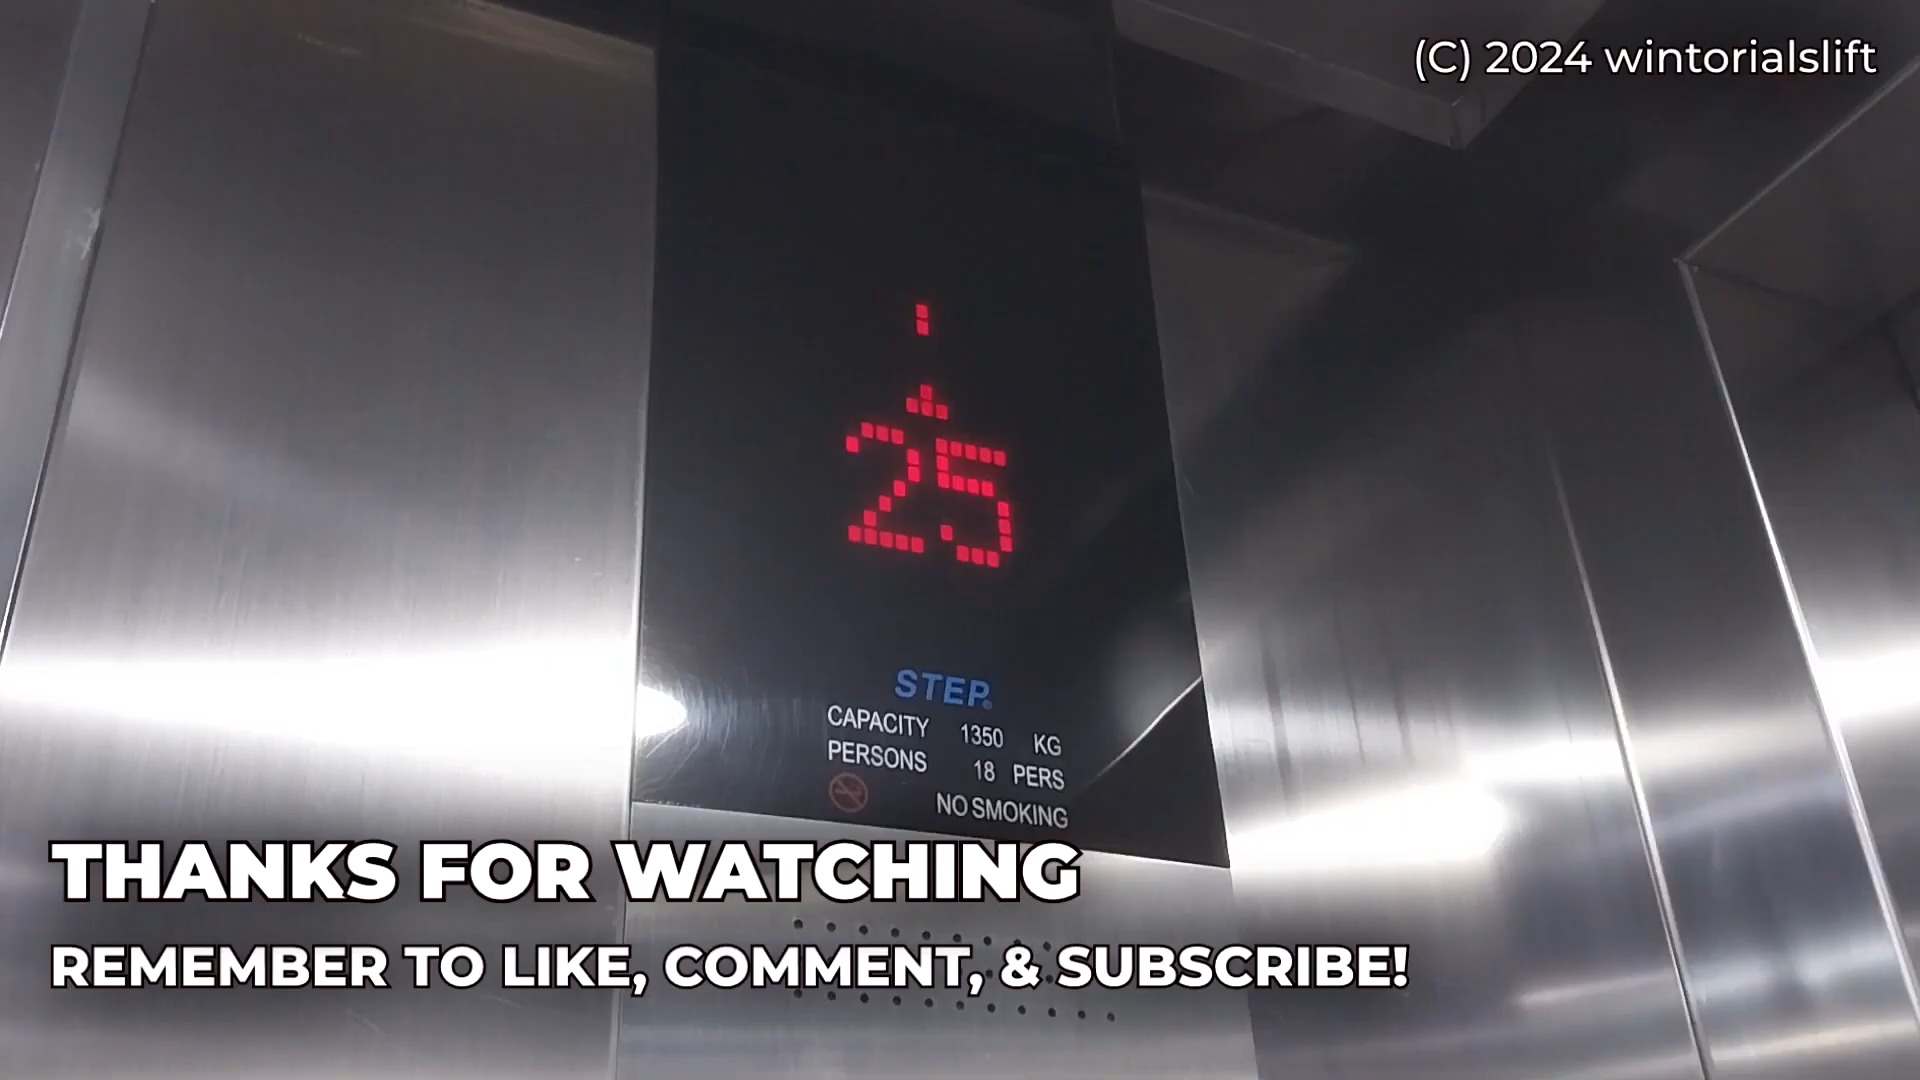 (C) 2024 wintorialslift
25
STEP
CAPACITY 1350 KG
PERSONS 18 PERS
NO SMOKING
THANKS FOR WATCHING
REMEMBER TO LIKE, COMMENT, & SUBSCRIBE!